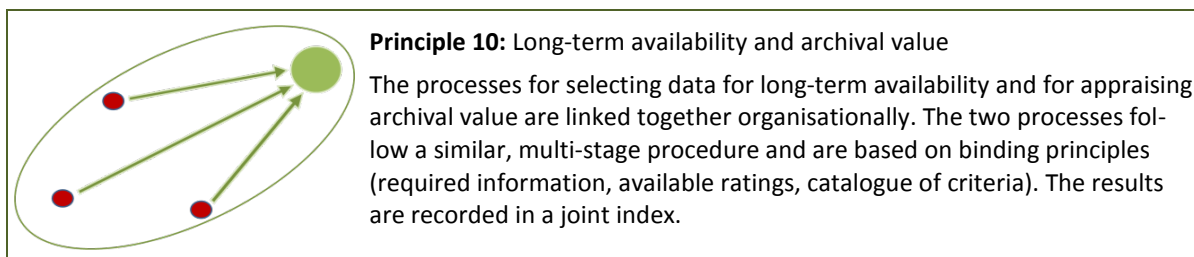 Principle 10: Long-term availability and archival value
The processes for selecting data for long-term availability and for appraising
archival value are linked together organisationally. The two processes fol-
low a similar, multi-stage procedure and are based on binding principles
(required information, available ratings, catalogue of criteria). The results
are recorded in a joint index.